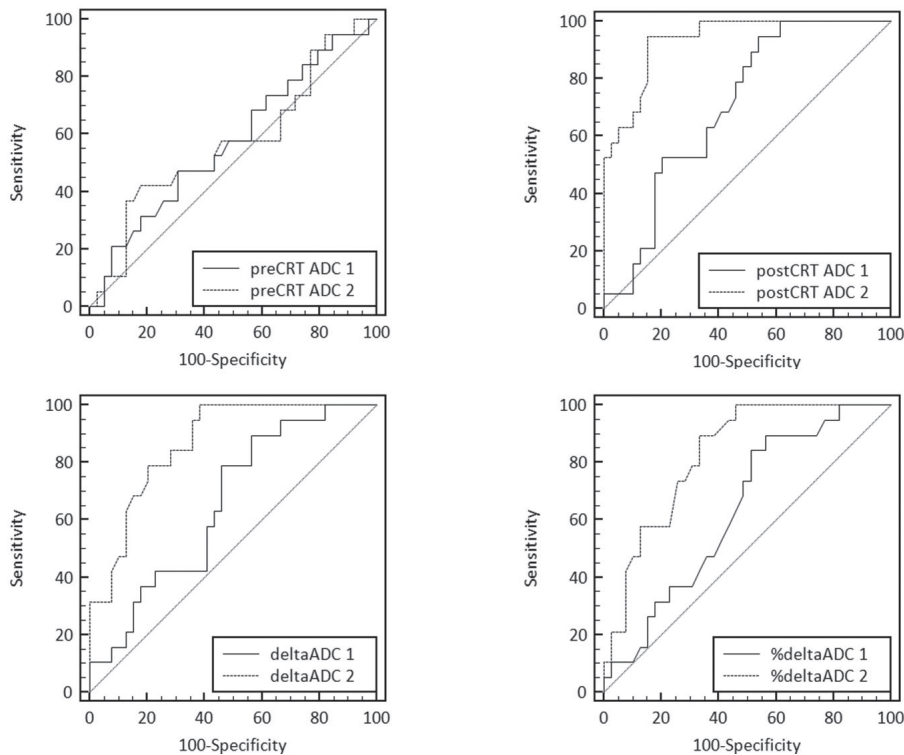 100
80
60
40
20
0
Sensitivity
preCRT ADC 1
preCRT ADC 2
0 20 40 60 80 100
100-Specificity
100
80
60
40
20
0
Sensitivity
postCRT ADC 1
postCRT ADC 2
0 20 40 60 80 100
100-Specificity
100
80
60
40
20
0
Sensitivity
deltaADC 1
deltaADC 2
0 20 40 60 80 100
100-Specificity
100
80
60
40
20
0
Sensitivity
%deltaADC 1
%deltaADC 2
0 20 40 60 80 100
100-Specificity